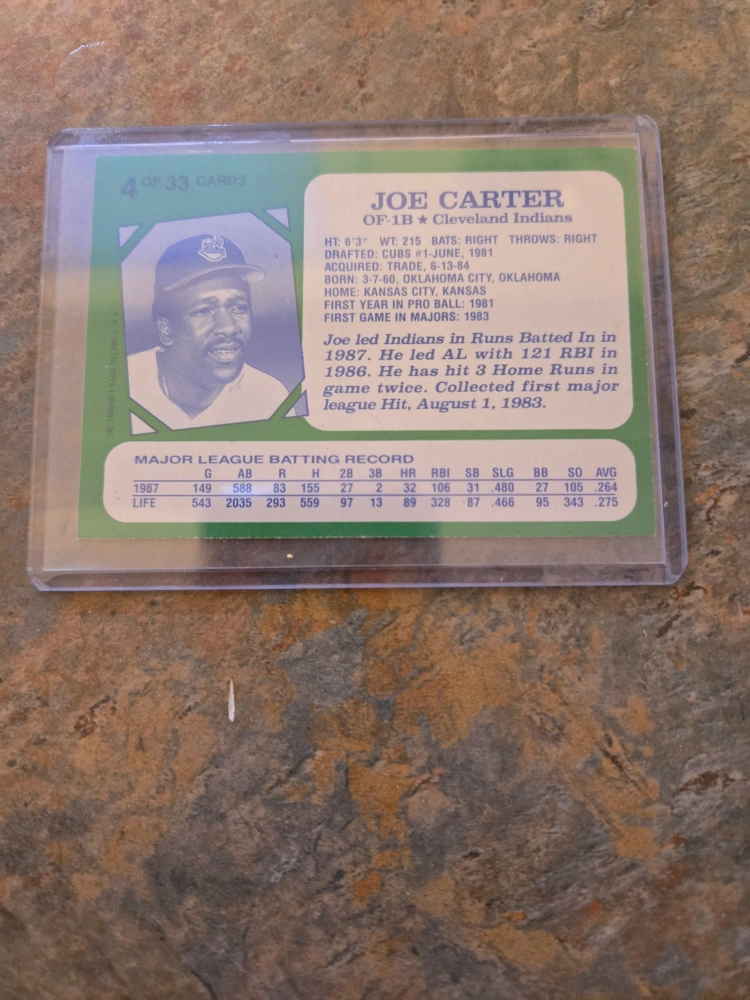 4 OF 33 CARDS
JOE CARTER
OF-1B ★ Cleveland Indians
HT: 6'3" WT: 215 BATS: RIGHT THROWS: RIGHT
DRAFTED: CUBS #1-JUNE, 1981
ACQUIRED: TRADE, 6-13-84
BORN: 3-7-60, OKLAHOMA CITY, OKLAHOMA
HOME: KANSAS CITY, KANSAS
FIRST YEAR IN PRO BALL: 1981
FIRST GAME IN MAJORS: 1983
Joe led Indians in Runs Batted In in
1987. He led AL with 121 RBI in
1986. He has hit 3 Home Runs in
game twice. Collected first major
league Hit, August 1, 1983.
MAJOR LEAGUE BATTING RECORD
G AB R H 2B 3B HR RBI SB SLG BB SO AVG
1987 149 588 83 155 27 2 32 106 31 .480 27 105 .264
LIFE 543 2035 293 559 97 13 89 328 87 .466 95 343 .275